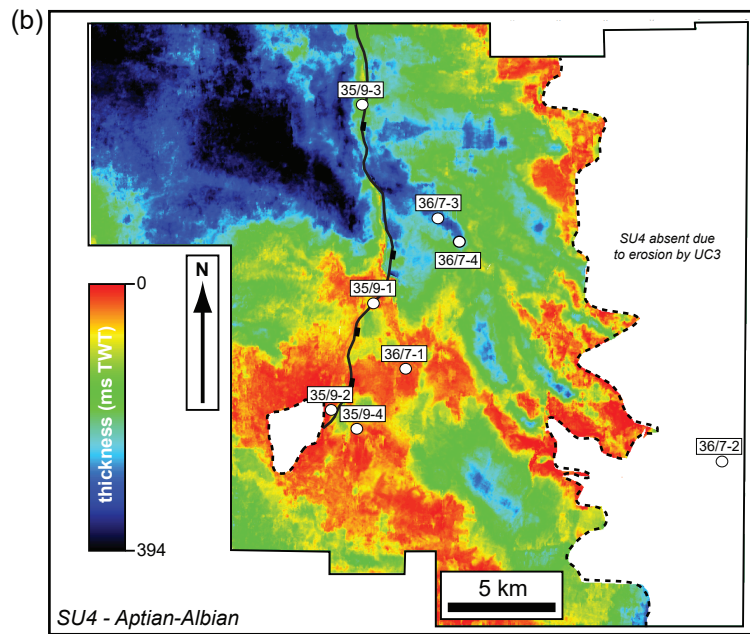 (b)
35/9-3
36/7-3
SU4 absent due
to erosion by UC3
36/7-4
N
0
35/9-1
thickness (ms TWT)
36/7-1
35/9-2
35/9-4
36/7-2
394
5 km
SU4 - Aptian-Albian